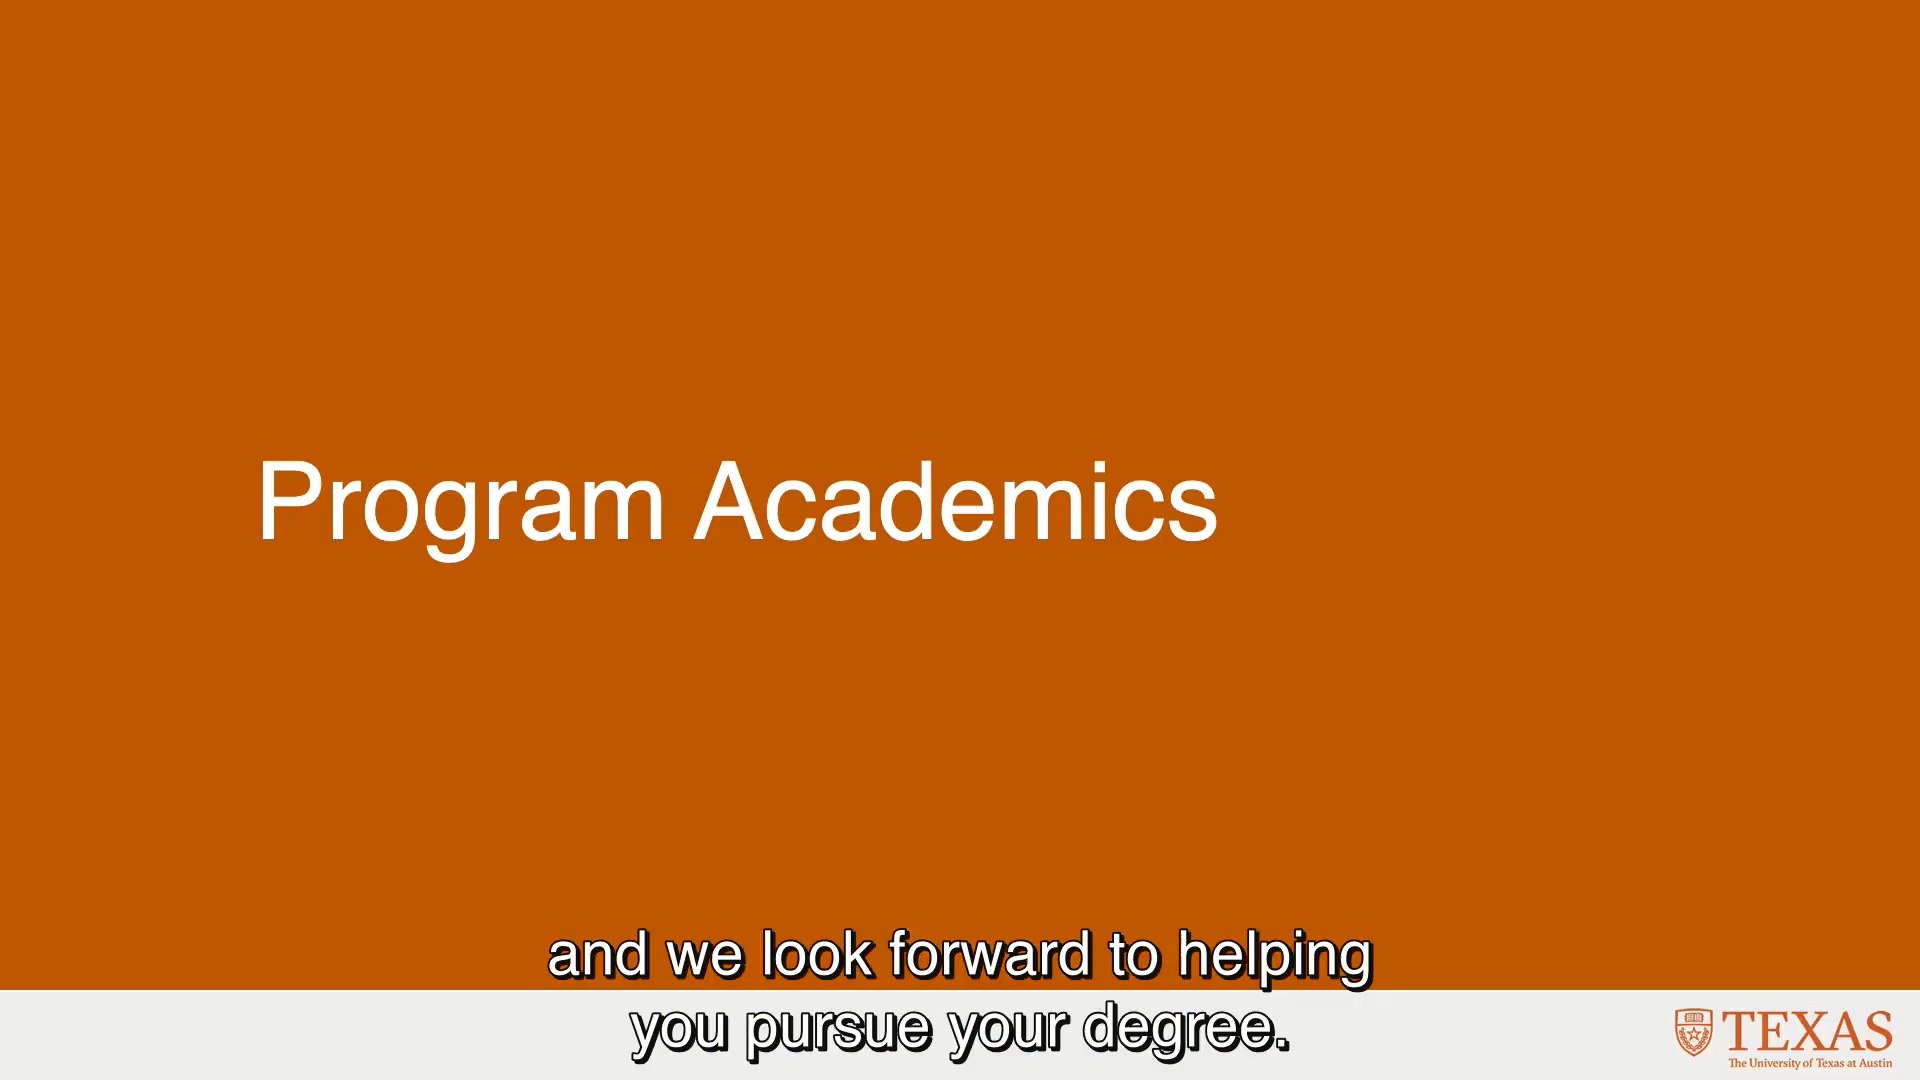 Program Academics
and we look forward to helping
you pursue your degree.
TEXAS
The University of Texas at Austin